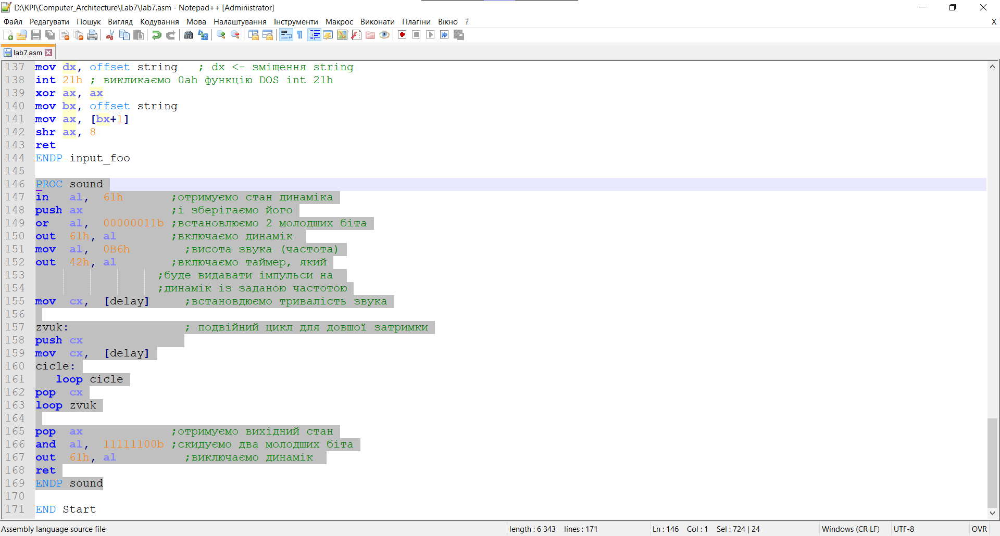 D:\KPI\Computer_Architecture\Lab7\lab7.asm - Notepad++ [Administrator]
Файл Редагувати Пошук Вигляд Кодування Мова Налаштування Інструменти Макрос Виконати Плагіни Вікно ? X
lab7.asm
137 mov dx, offset string ; dx <- зміщення string
138 int 21h ; викликаємо 0ah функцію DOS int 21h
139 xor ax, ax
140 mov bx, offset string
141 mov ax, [bx+1]
142 shr ax, 8
143 ret
144 ENDP input_foo
145
146 PROC sound
147 in al, 61h ;отримуємо стан динаміка
148 push ax ;і зберігаємо його
149 or al, 00000011b ;встановлюємо 2 молодших біта
150 out 61h, al ;включаємо динамік
151 mov al, 0B6h ;висота звука (частота)
152 out 42h, al ;включаємо таймер, який
153 ;буде видавати імпульси на
154 ;динамік із заданою частотою
155 mov cx, [delay] ;встановдюємо тривалість звука
156
157 zvuk: ; подвійний цикл для довшої затримки
158 push cx
159 mov cx, [delay]
160 cicle:
161 loop cicle
162 pop cx
163 loop zvuk
164
165 pop ax ;отримуємо вихідний стан
166 and al, 11111100b ;скидуємо два молодших біта
167 out 61h, al ;виключаємо динамік
168 ret
169 ENDP sound
170
171 END Start
Assembly language source file length : 6 343 lines : 171 Ln : 146 Col : 1 Sel : 724 | 24 Windows (CR LF) UTF-8 OVR